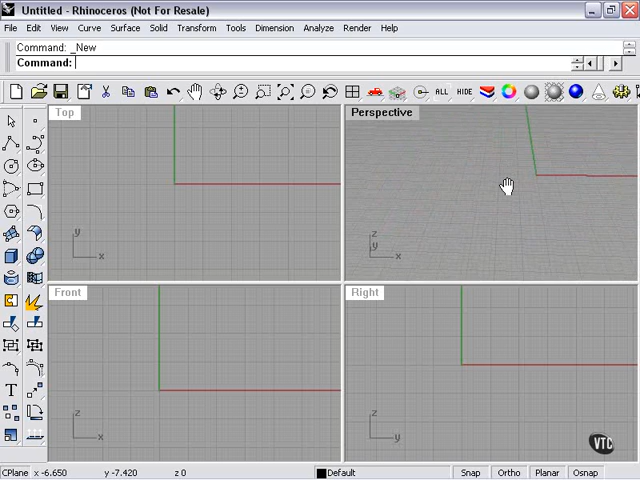 Untitled - Rhinoceros (Not For Resale)
File Edit View Curve Surface Solid Transform Tools Dimension Analyze Render Help
Command: _New
Command:
ALL HIDE
Top
Perspective
y
x
z
y
x
Front
Right
z
x
z
y
T
VTC
CPlane x -6.650 y -7.420 z 0 Default Snap Ortho Planar Osnap